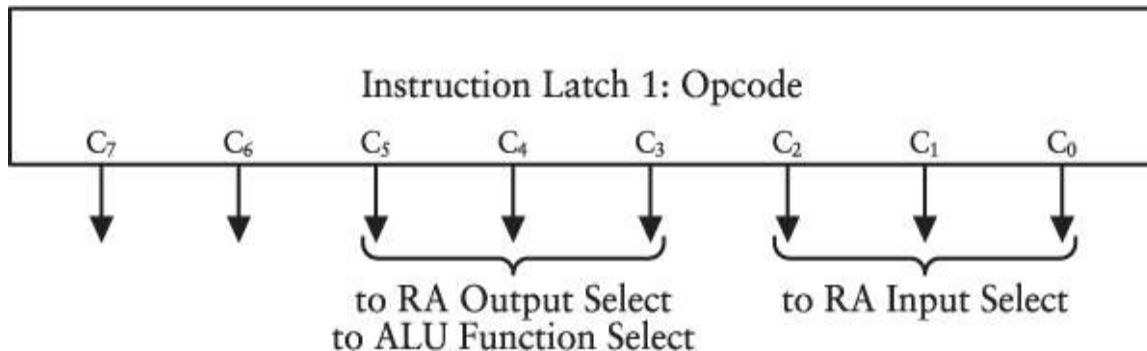 Instruction Latch 1: Opcode
C₇ C₆ C₅ C₄ C₃ C₂ C₁ C₀
to RA Output Select to RA Input Select
to ALU Function Select